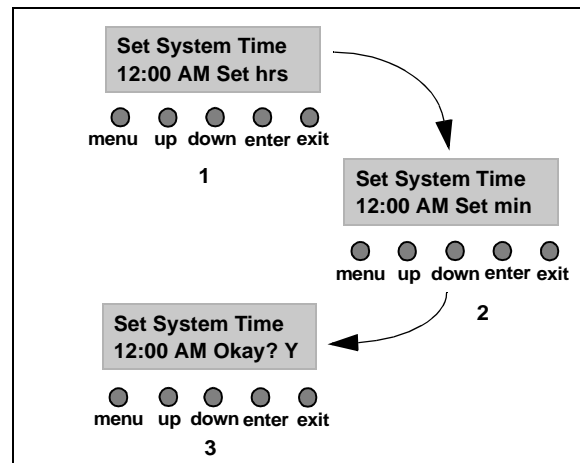 Set System Time
12:00 AM Set hrs
menu up down enter exit
1
Set System Time
12:00 AM Set min
menu up down enter exit
2
Set System Time
12:00 AM Okay? Y
menu up down enter exit
3